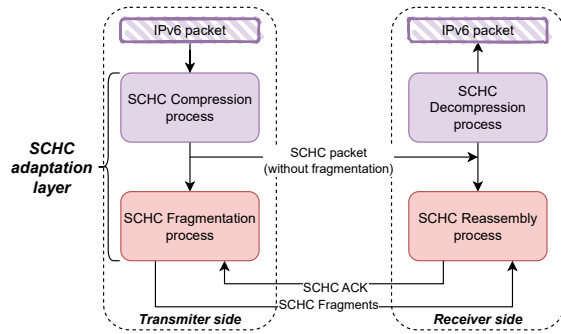 IPv6 packet
IPv6 packet
SCHC Compression
process
SCHC
Decompression
process
SCHC
adaptation
layer
SCHC packet
(without fragmentation)
SCHC Fragmentation
process
SCHC Reassembly
process
SCHC ACK
SCHC Fragments
Transmiter side
Receiver side